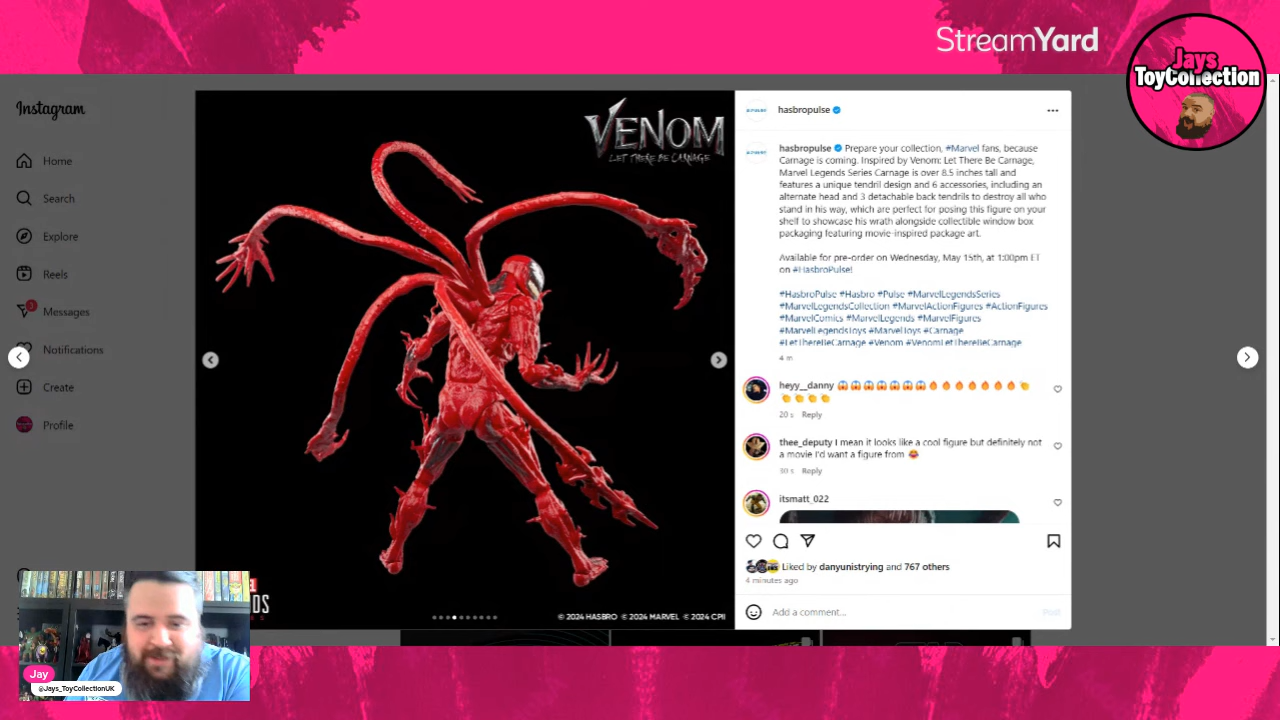 StreamYard
Jays
ToyCollection
Instagram
Home
Search
Explore
Reels
3
Messages
Notifications
Create
Profile
VENOM
LET THERE BE CARNAGE
© 2024 HASBRO © 2024 MARVEL © 2024 CPII
hasbropulse
hasbropulse Prepare your collection, #Marvel fans, because
Carnage is coming. Inspired by Venom: Let There Be Carnage,
Marvel Legends Series Carnage is over 8.5 inches tall and
features a unique tendril design and 6 accessories, including an
alternate head and 3 detachable back tendrils to destroy all who
stand in his way, which are perfect for posing this figure on your
shelf to showcase his wrath alongside collectible window box
packaging featuring movie-inspired package art.
Available for pre-order on Wednesday, May 15th, at 1:00pm ET
on #HasbroPulse!
#HasbroPulse #Hasbro #Pulse #MarvelLegendsSeries
#MarvelLegendsCollection #MarvelActionFigures #ActionFigures
#MarvelComics #MarvelLegends #MarvelFigures
#MarvelLegendsToys #MarvelToys #Carnage
#LetThereBeCarnage #Venom #VenomLetThereBeCarnage
4 m
heyy__danny 😱😱😱😱😱😱😱🔥🔥🔥🔥🔥🔥🔥👏
👏👏👏👏
20 s Reply
thee_deputy I mean it looks like a cool figure but definitely not
a movie I'd want a figure from 😂
Reply
itsmatt_022
Liked by danyunistrying and 767 others
4 minutes ago
Add a comment...
Post
Jay
@Jays_ToyCollectionUK